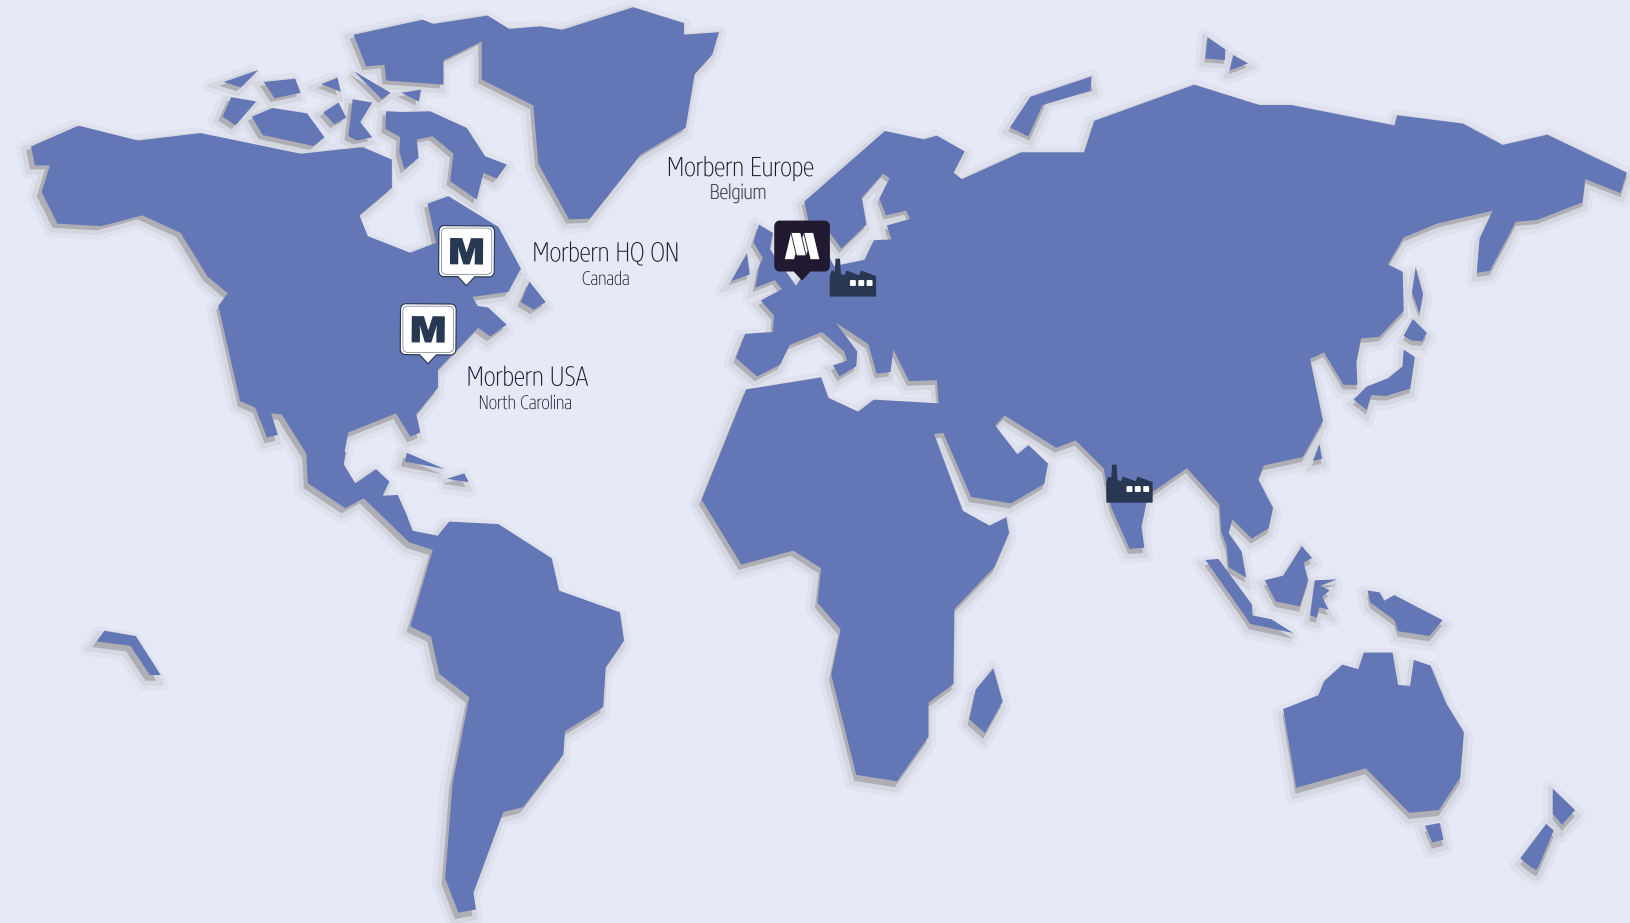 Morbern Europe
Belgium
Morbern HQ ON
Canada
M
M
M
Morbern USA
North Carolina